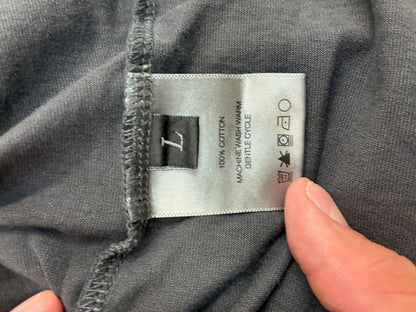 L
100% COTTON
MACHINE WASH WARM
GENTLE CYCLE